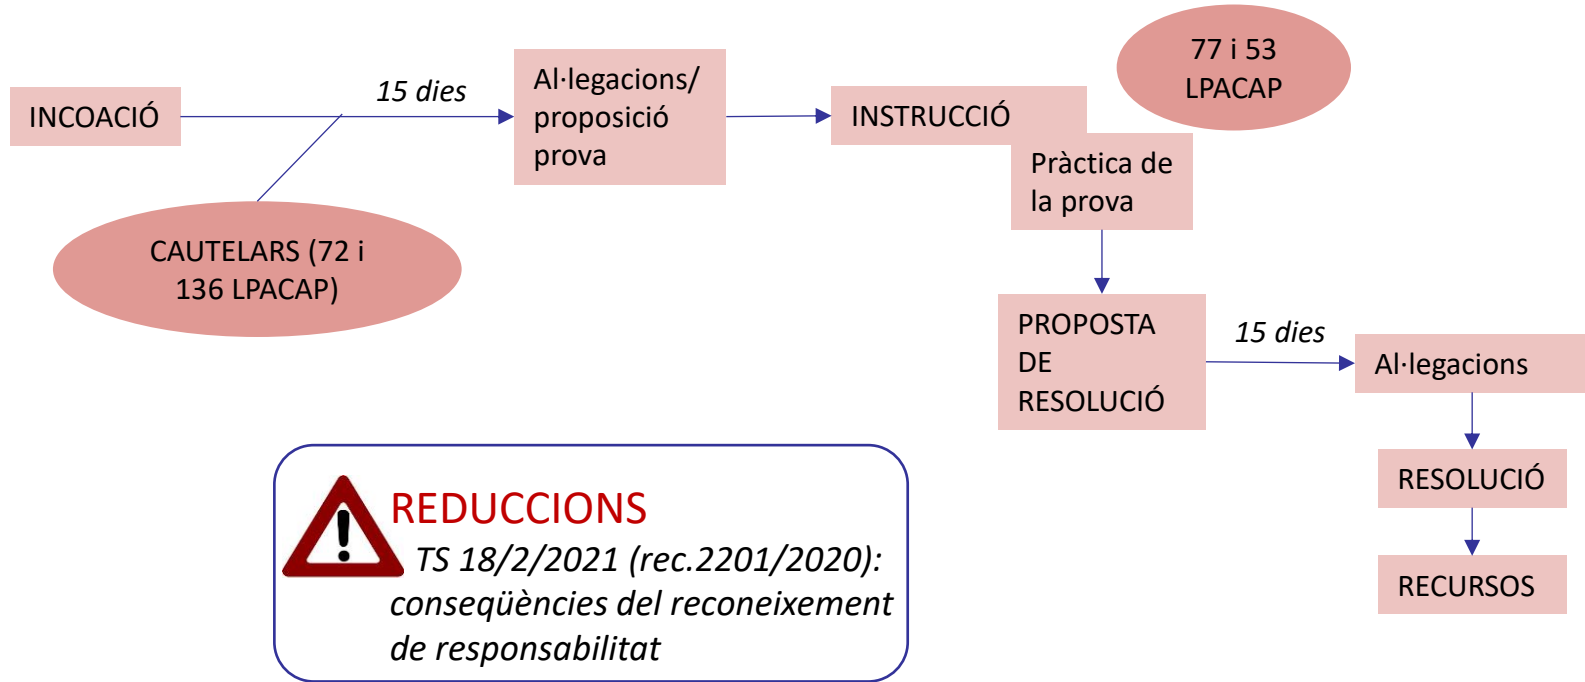 INCOACIÓ
15 dies
Al·legacions/
proposició
prova
INSTRUCCIÓ
77 i 53
LPACAP
Pràctica de
la prova
CAUTELARS (72 i
136 LPACAP)
PROPOSTA
DE
RESOLUCIÓ
15 dies
Al·legacions
RESOLUCIÓ
RECURSOS
REDUCCIONS
TS 18/2/2021 (rec.2201/2020):
conseqüències del reconeixement
de responsabilitat